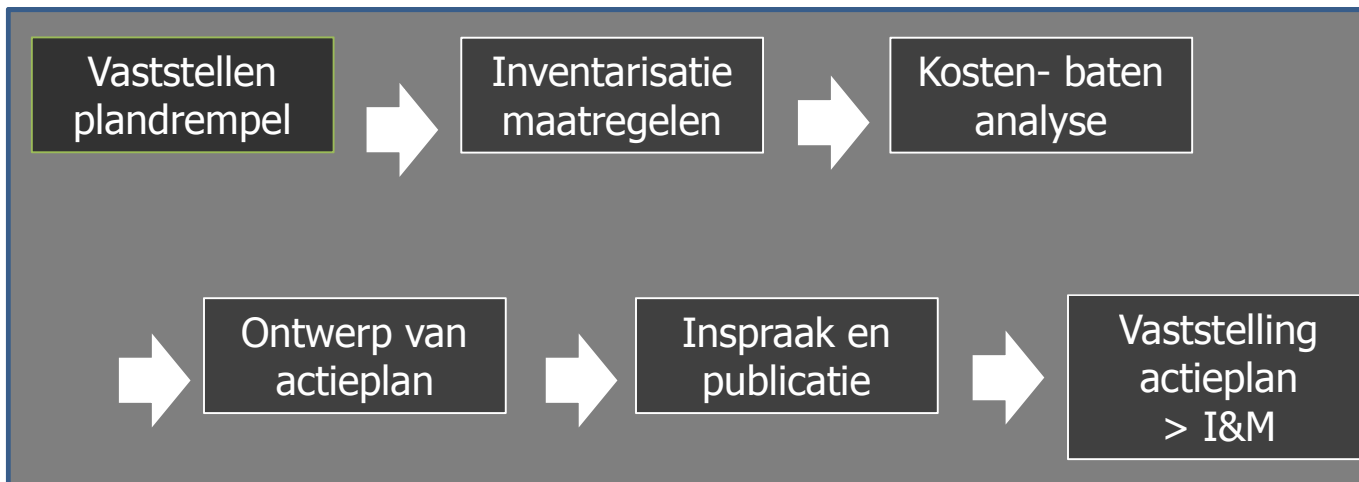 Vaststellen
plandrempel
Inventarisatie
maatregelen
Kosten- baten
analyse
Ontwerp van
actieplan
Inspraak en
publicatie
Vaststelling
actieplan
> I&M